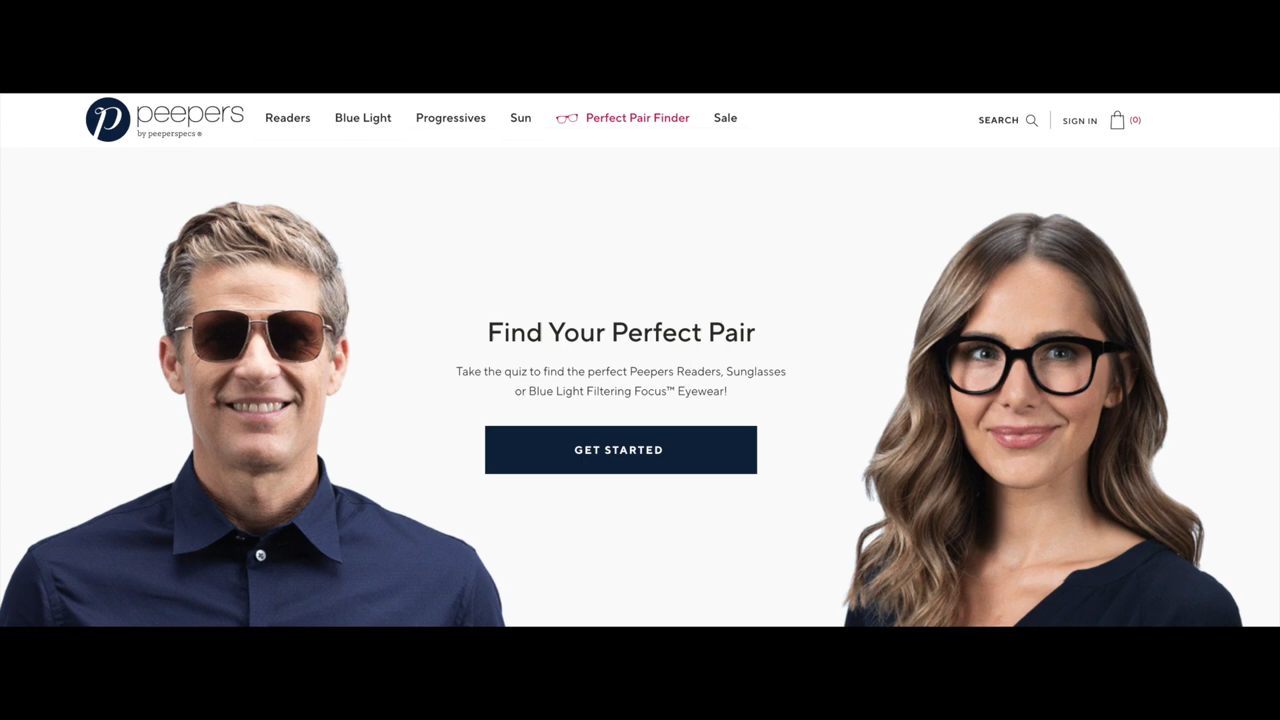 p peepers
by peeperspecs ®
Readers Blue Light Progressives Sun Perfect Pair Finder Sale
SEARCH SIGN IN (0)
Find Your Perfect Pair
Take the quiz to find the perfect Peepers Readers, Sunglasses
or Blue Light Filtering Focus™ Eyewear!
GET STARTED